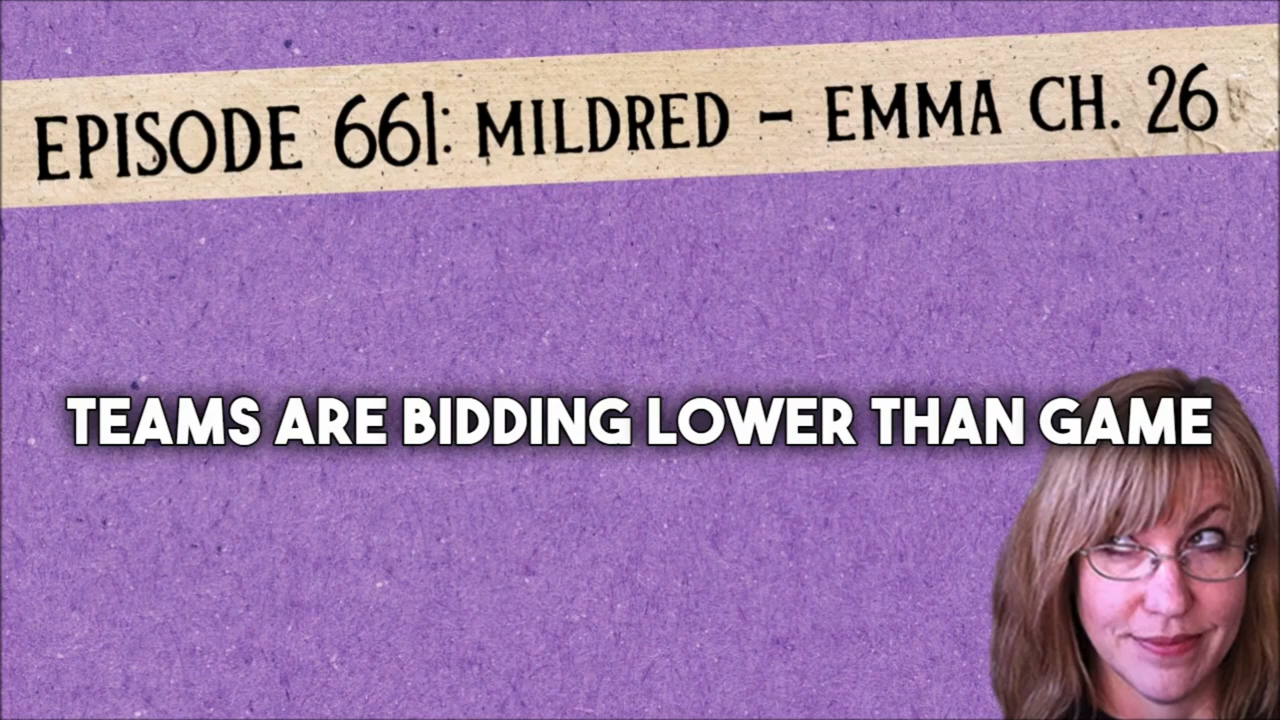 EPISODE 661: MILDRED - EMMA CH. 26
TEAMS ARE BIDDING LOWER THAN GAME